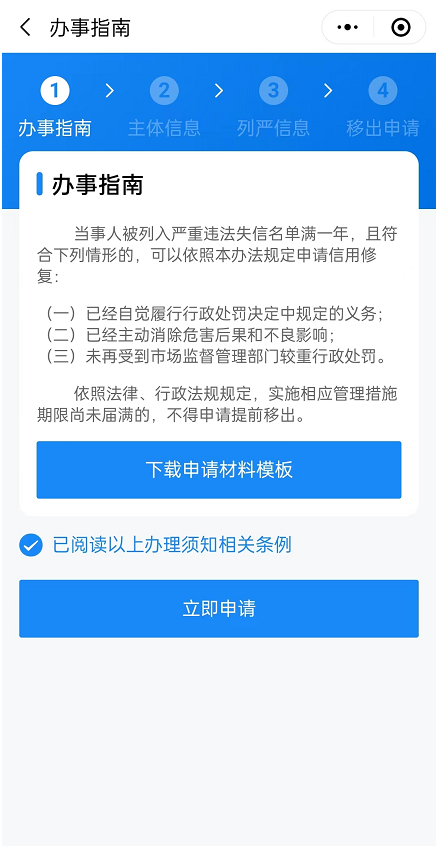 办事指南
1
2
3
4
办事指南
主体信息
列严信息
移出申请
办事指南
当事人被列入严重违法失信名单满一年，且符
合下列情形的，可以依照本办法规定申请信用修
复：
（一）已经自觉履行行政处罚决定中规定的义务；
（二）已经主动消除危害后果和不良影响；
（三）未再受到市场监督管理部门较重行政处罚。
依照法律、行政法规规定，实施相应管理措施
期限尚未届满的，不得申请提前移出。
下载申请材料模板
已阅读以上办理须知相关条例
立即申请